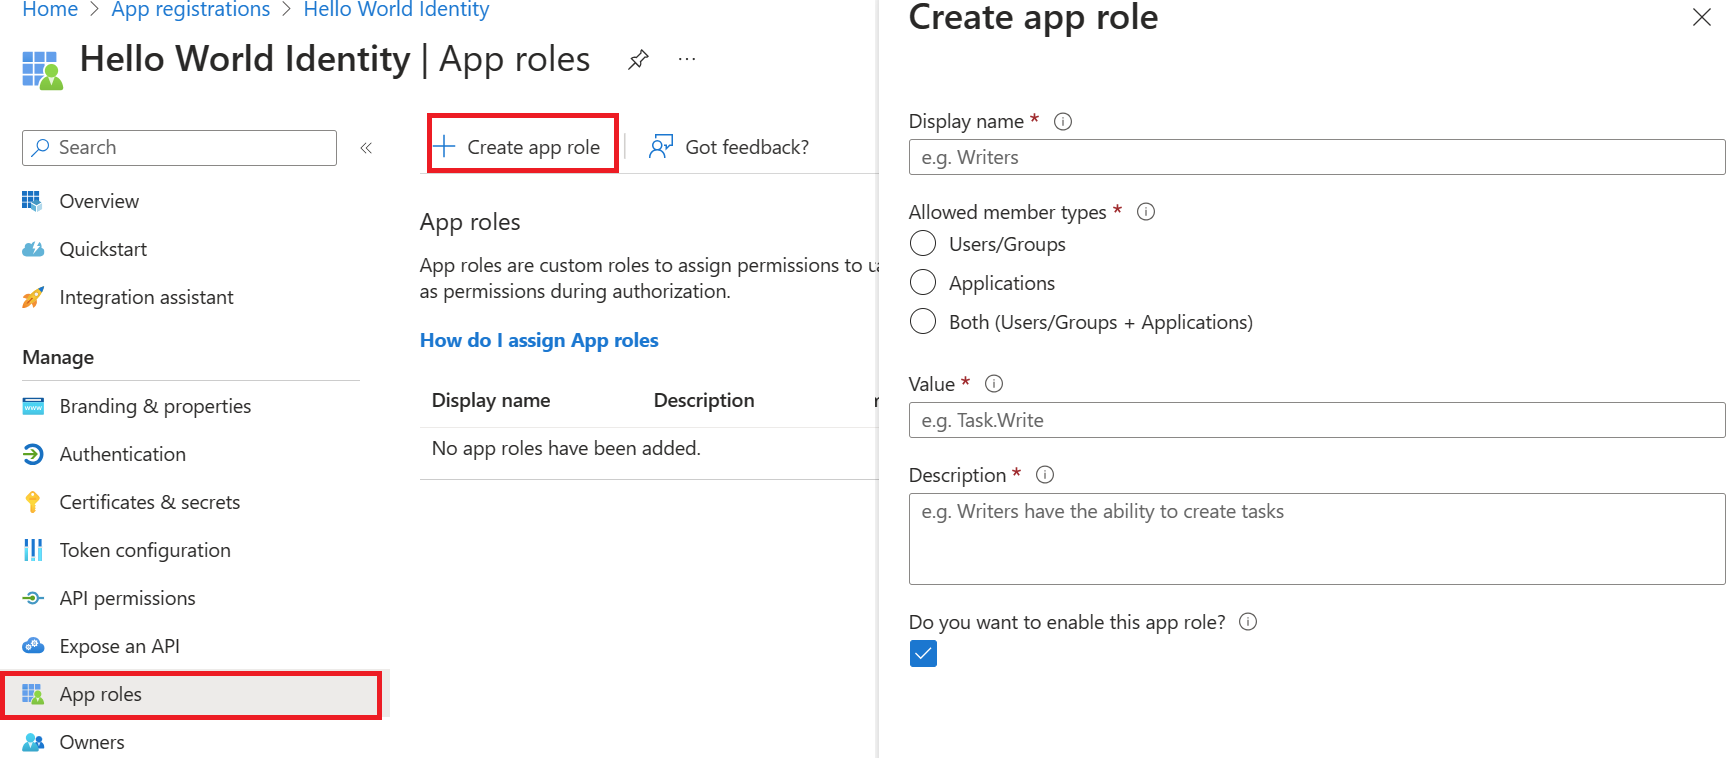 Home > App registrations > Hello World Identity
Hello World Identity | App roles
...
Search
«
Overview
Quickstart
Integration assistant
Manage
Branding & properties
Authentication
Certificates & secrets
Token configuration
API permissions
Expose an API
App roles
Owners
Create app role
Got feedback?
App roles
App roles are custom roles to assign permissions to
as permissions during authorization.
How do I assign App roles
Display name Description
No app roles have been added.
Create app role
Display name *
e.g. Writers
Allowed member types *
Users/Groups
Applications
Both (Users/Groups + Applications)
Value *
e.g. Task.Write
Description *
e.g. Writers have the ability to create tasks
Do you want to enable this app role?